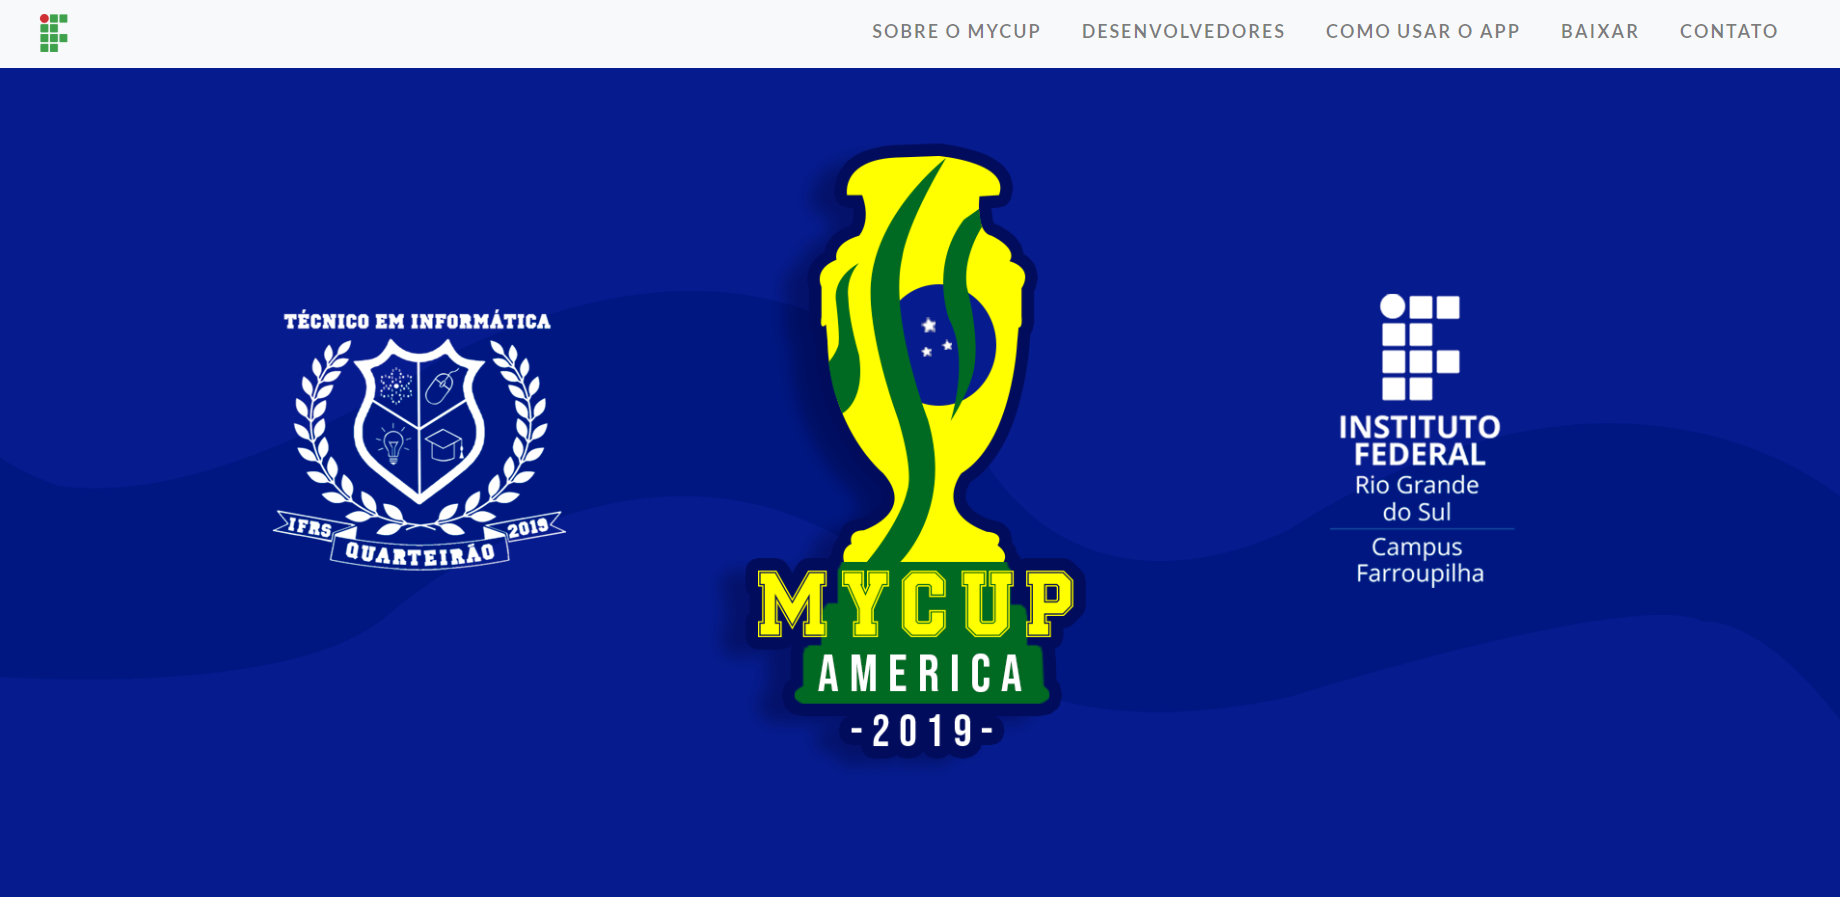 SOBRE O MYCUP DESENVOLVEDORES COMO USAR O APP BAIXAR CONTATO
TÉCNICO EM INFORMÁTICA
IFRS 2019
QUARTEIRÃO
MYCUP
AMERICA
-2019-
INSTITUTO
FEDERAL
Rio Grande
do Sul
Campus
Farroupilha